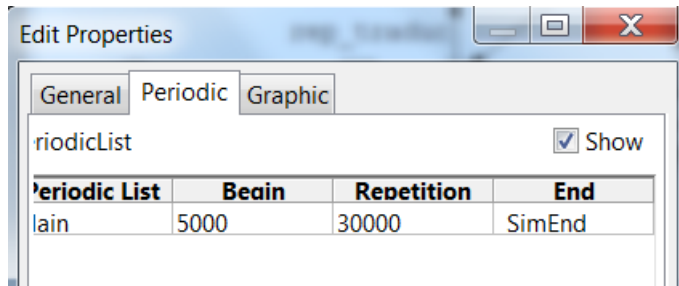 Edit Properties
General Periodic Graphic
riodicList Show
Periodic List Begin Repetition End
lain 5000 30000 SimEnd